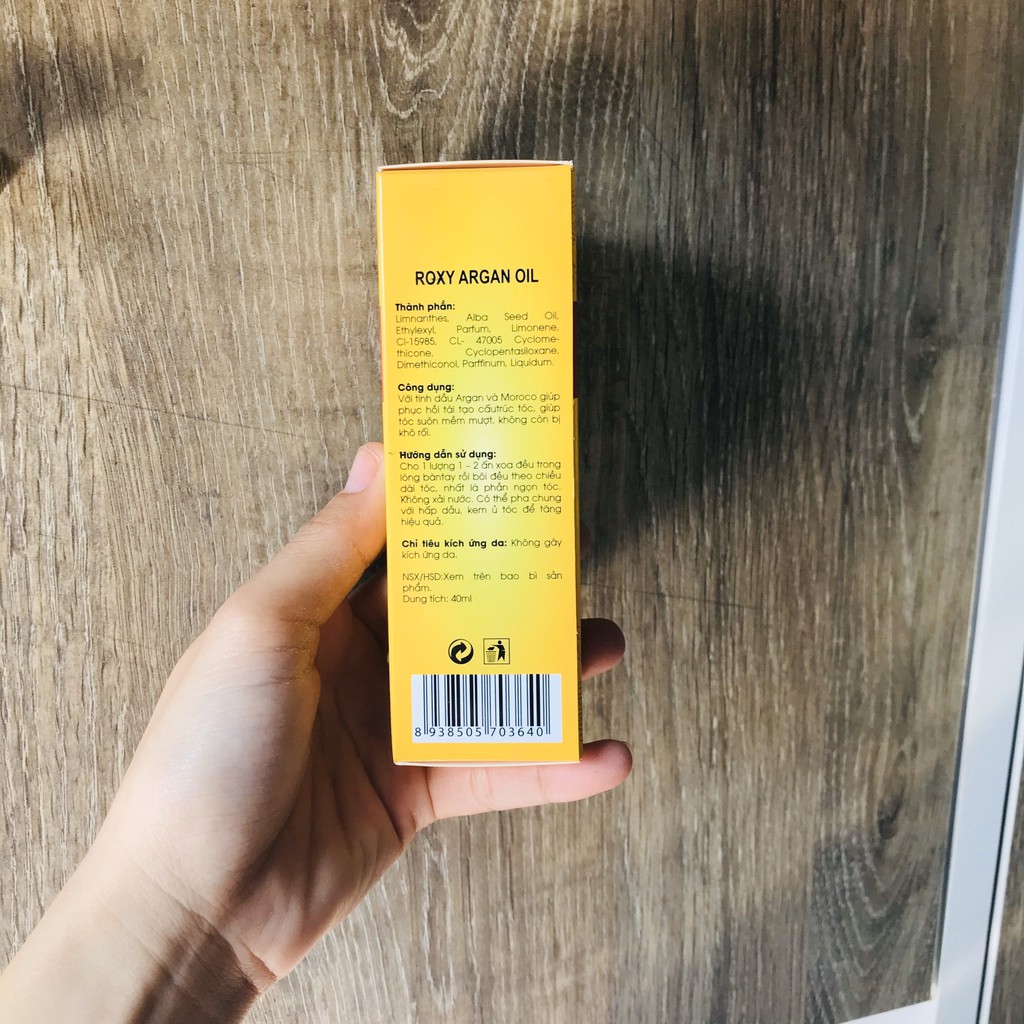 ROXY ARGAN OIL
Thành phần:
Limnanthes, Alba Seed Oil,
Ethylexyl, Parfum, Limonene,
CI-15985, CL- 47005 Cyclome-
thicone, Cyclopentasiloxane,
Dimethiconol, Parffinum, Liquidum.
Công dụng:
Với tinh dầu Argan và Moroco giúp
phục hồi tái tạo cấutrúc tóc, giúp
tóc suôn mềm mượt, không còn bị
khô rối.
Hướng dẫn sử dụng:
Cho 1 lượng 1 - 2 ấn xoa đều trong
lòng bàntay rồi bôi đều theo chiều
dài tóc, nhất là phần ngọn tóc.
Không xải nước. Có thể pha chung
với hấp dầu, kem ủ tóc để tăng
hiệu quả.
Chỉ tiêu kích ứng da: Không gây
kích ứng da.
NSX/HSD:Xem trên bao bì sản
phẩm.
Dung tích: 40ml
8 938505 703640